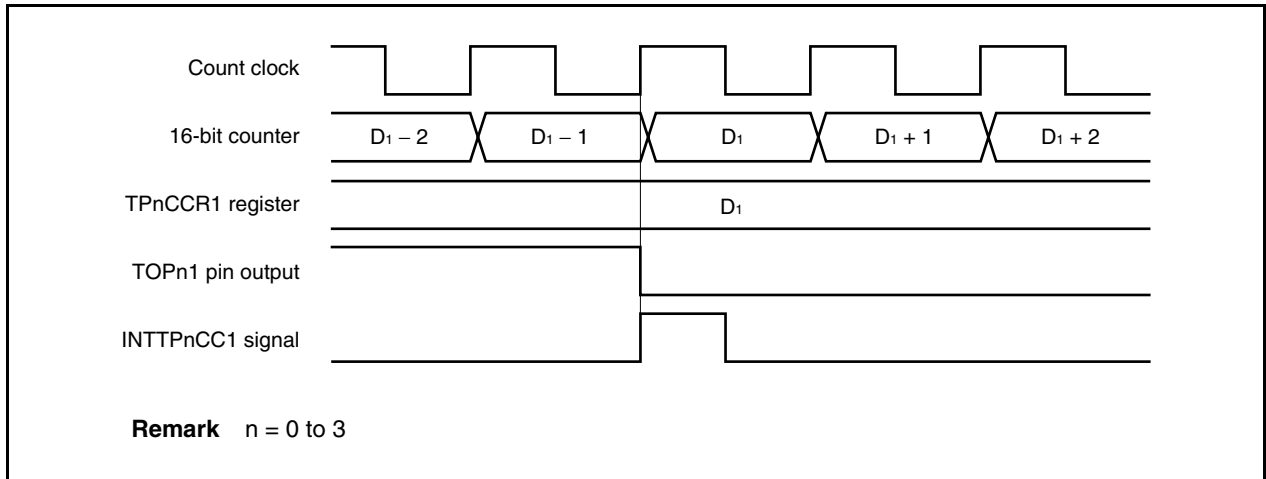 Count clock
16-bit counter
D₁ − 2
D₁ − 1
D₁
D₁ + 1
D₁ + 2
TPnCCR1 register
D₁
TOPn1 pin output
INTTPnCC1 signal
Remark n = 0 to 3